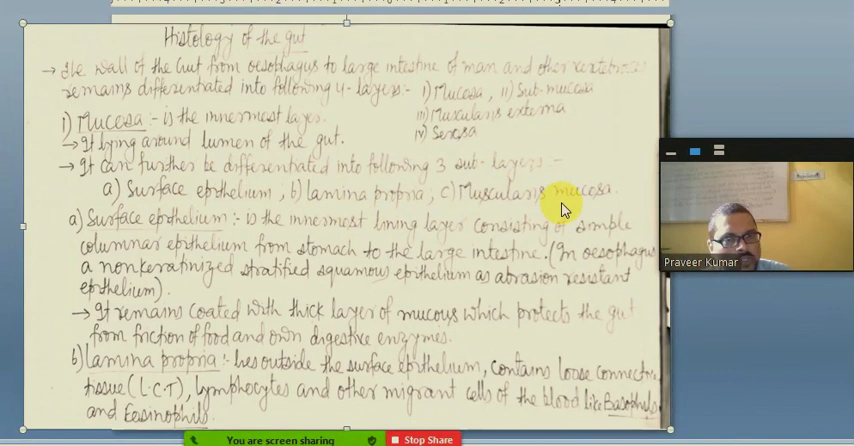 Histology of the gut
→ The wall of the Gut from oesophagus to large intestine of man and other vertebrates
remains differentiated into following 4-layers:- i) Mucosa, ii) Sub-mucosa
iii) Muscularis externa
iv) Serosa
i) Mucosa :- is the innermost layer.
→ It lying around lumen of the gut.
→ It can further be differentiated into following 3 sub-layers:-
a) Surface epithelium, b) lamina propria, c) Muscularis mucosa.
a) Surface epithelium :- is the innermost lining layer consisting of simple
columnar epithelium from stomach to the large intestine. (In oesophagus
a nonkeratinized stratified squamous epithelium as abrasion resistant
epithelium).
→ It remains coated with thick layer of mucous which protects the gut
from friction of food and own digestive enzymes.
b) lamina propria :- lies outside the surface epithelium, contains loose connective
tissue (L.C.T), lymphocytes and other migrant cells of the blood like Basophils
and Eosinophils.
Praveer Kumar
You are screen sharing
Stop Share